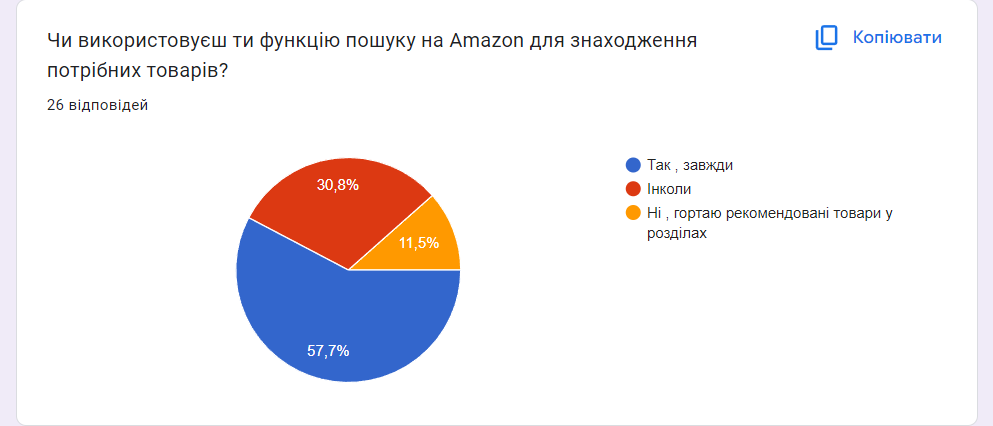 Чи використовуєш ти функцію пошуку на Amazon для знаходження
потрібних товарів?
Копіювати
26 відповідей
30,8%
11,5%
57,7%
Так , завжди
Інколи
Ні , гортаю рекомендовані товари у
розділах